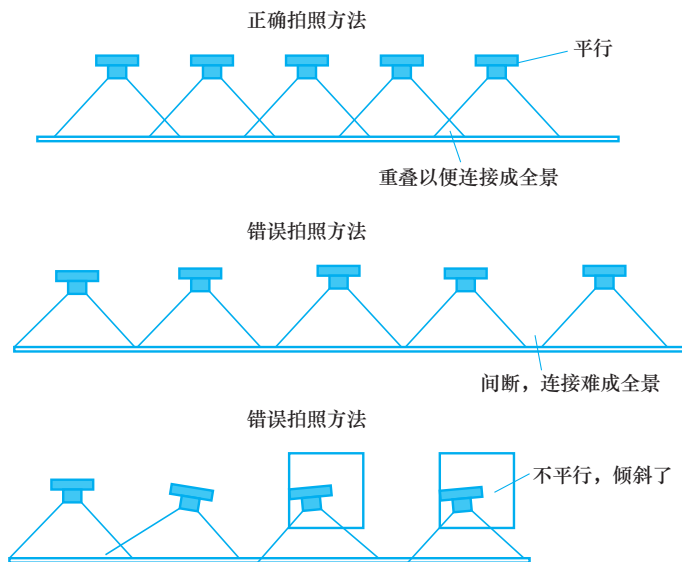 正确拍照方法
平行
重叠以便连接成全景
错误拍照方法
间断，连接难成全景
错误拍照方法
不平行，倾斜了